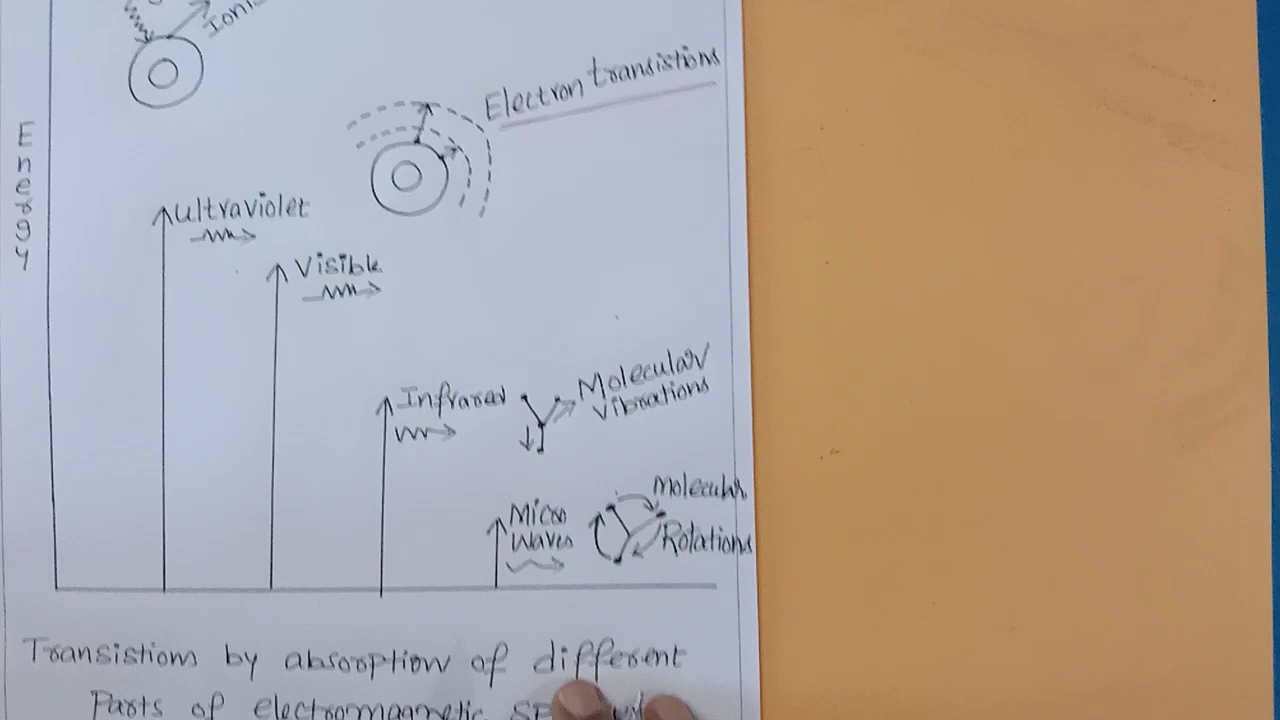 Energy
Electron transistions
Ultraviolet
Visible
Infrared
Molecular
Vibrations
Molecular
Micro
Waves
Rotations
Transistions by absorption of different
Parts of electromagnetic